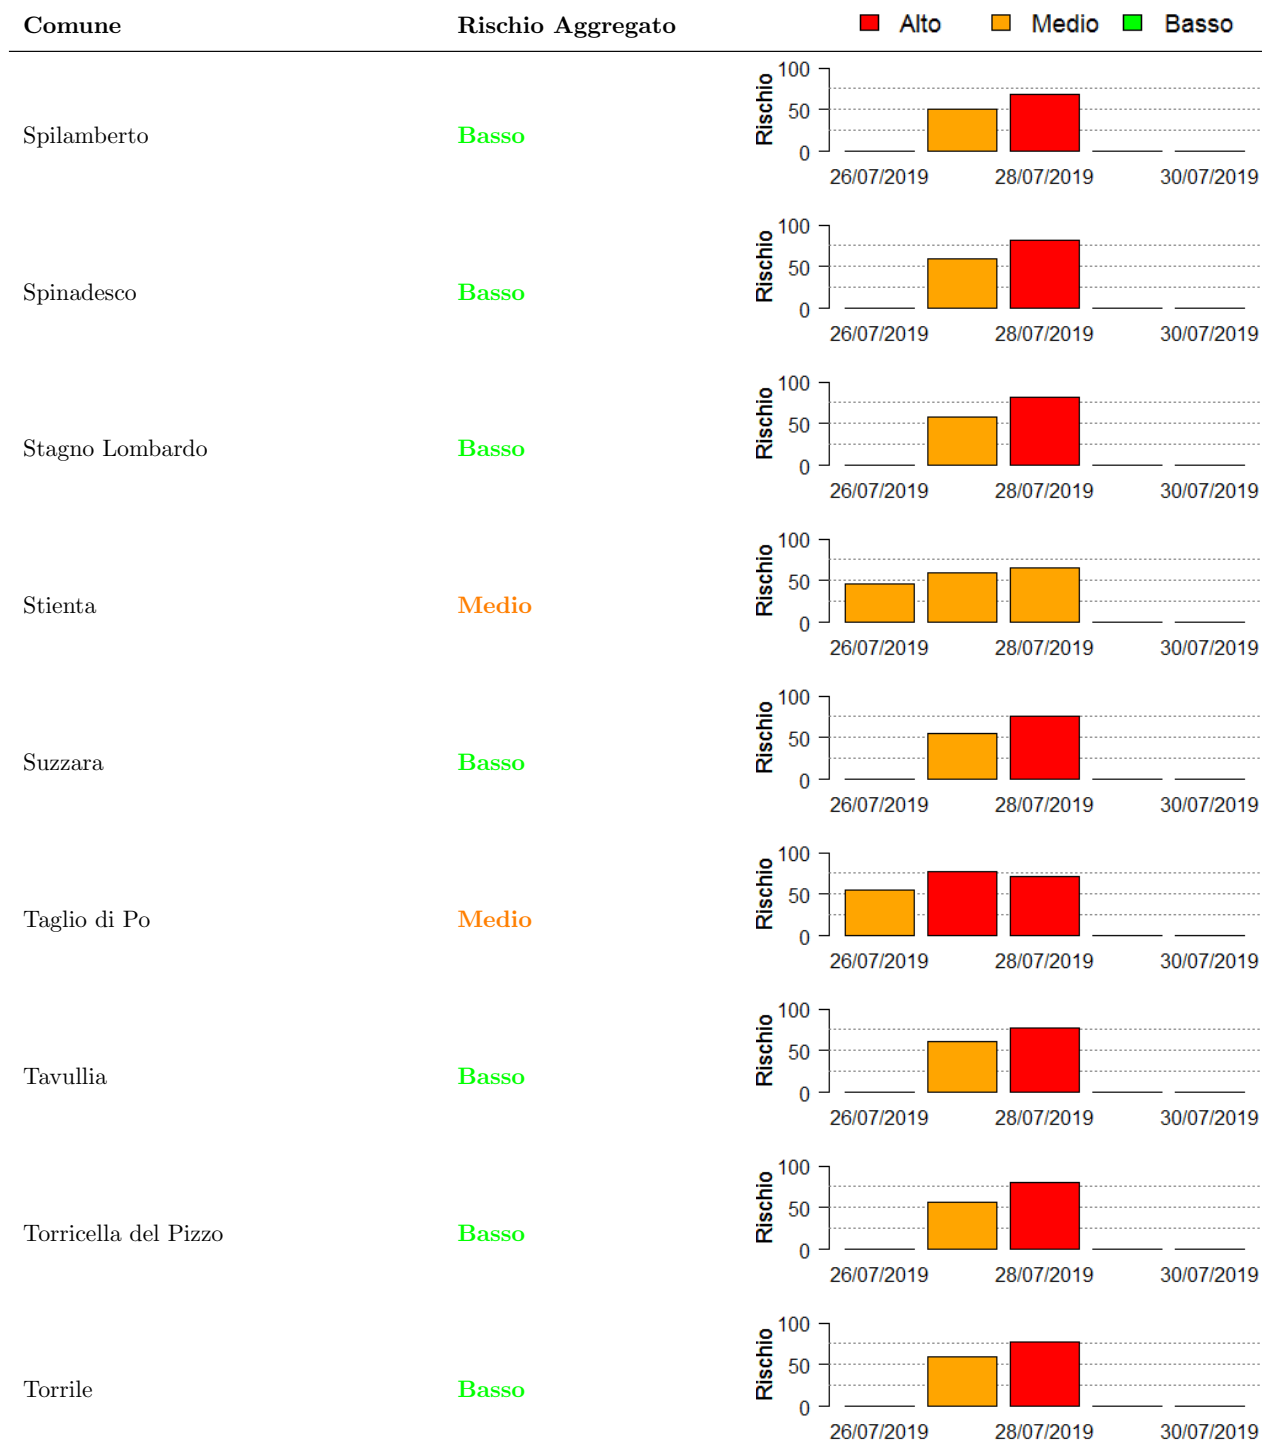 Comune Rischio Aggregato Alto Medio Basso
Spilamberto Basso Rischio 100 50 0
26/07/2019 28/07/2019 30/07/2019
Spinadesco Basso Rischio 100 50 0
26/07/2019 28/07/2019 30/07/2019
Stagno Lombardo Basso Rischio 100 50 0
26/07/2019 28/07/2019 30/07/2019
Stienta Medio Rischio 100 50 0
26/07/2019 28/07/2019 30/07/2019
Suzzara Basso Rischio 100 50 0
26/07/2019 28/07/2019 30/07/2019
Taglio di Po Medio Rischio 100 50 0
26/07/2019 28/07/2019 30/07/2019
Tavullia Basso Rischio 100 50 0
26/07/2019 28/07/2019 30/07/2019
Torricella del Pizzo Basso Rischio 100 50 0
26/07/2019 28/07/2019 30/07/2019
Torrile Basso Rischio 100 50 0
26/07/2019 28/07/2019 30/07/2019